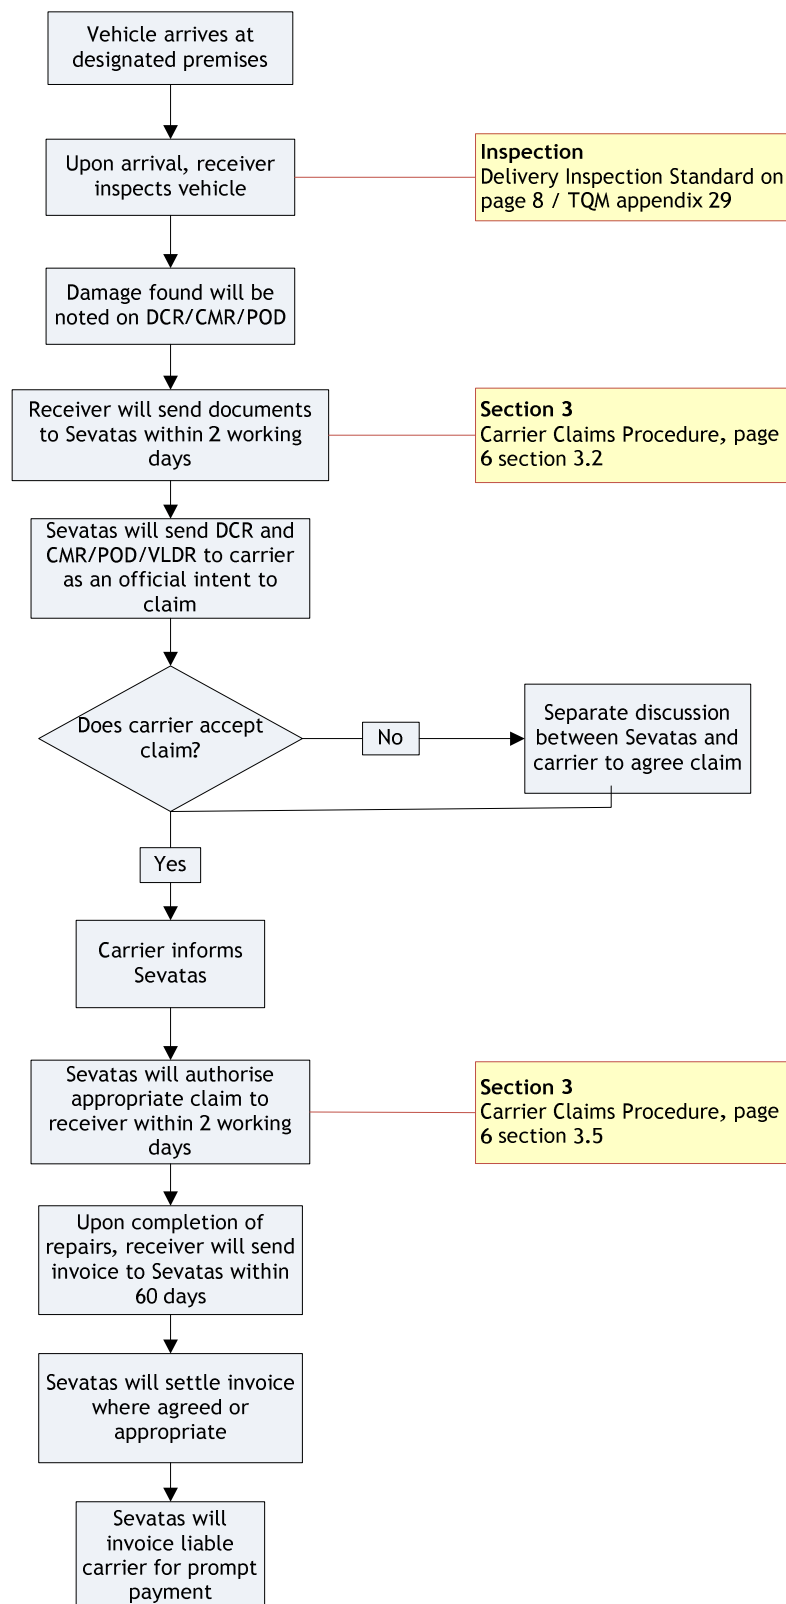 Vehicle arrives at
designated premises
Upon arrival, receiver
inspects vehicle
Inspection
Delivery Inspection Standard on
page 8 / TQM appendix 29
Damage found will be
noted on DCR/CMR/POD
Receiver will send documents
to Sevatas within 2 working
days
Section 3
Carrier Claims Procedure, page
6 section 3.2
Sevatas will send DCR and
CMR/POD/VLDR to carrier
as an official intent to
claim
Does carrier accept
claim?
No
Separate discussion
between Sevatas and
carrier to agree claim
Yes
Carrier informs
Sevatas
Sevatas will authorise
appropriate claim to
receiver within 2 working
days
Section 3
Carrier Claims Procedure, page
6 section 3.5
Upon completion of
repairs, receiver will send
invoice to Sevatas within
60 days
Sevatas will settle invoice
where agreed or
appropriate
Sevatas will
invoice liable
carrier for prompt
payment